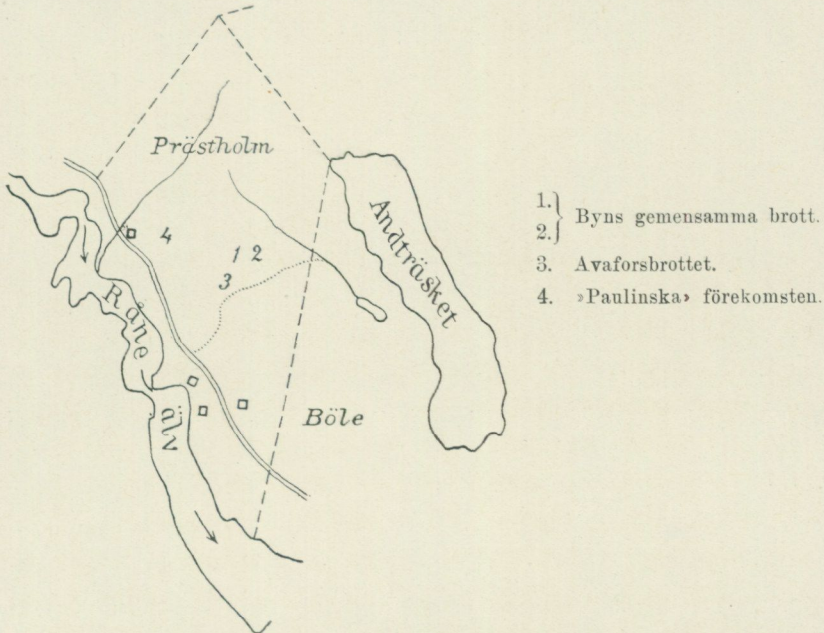 Prästholm
4
1 2
3
Råne
älv
Böle
Andträsket
1.
2.} Byns gemensamma brott.
3. Avaforsbrottet.
4. »Paulinska» förekomsten.